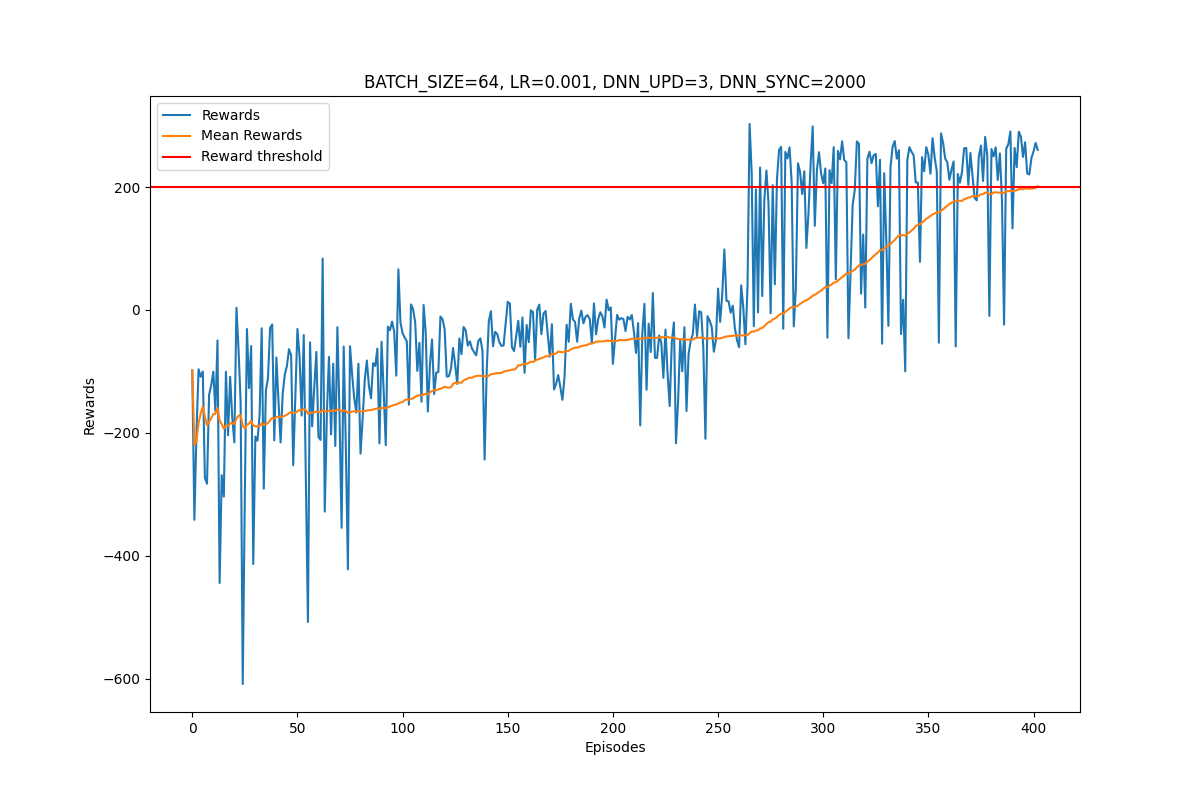 BATCH_SIZE=64, LR=0.001, DNN_UPD=3, DNN_SYNC=2000
Rewards
Mean Rewards
Reward threshold
200
0
−200
−400
−600
Rewards
0 50 100 150 200 250 300 350 400
Episodes